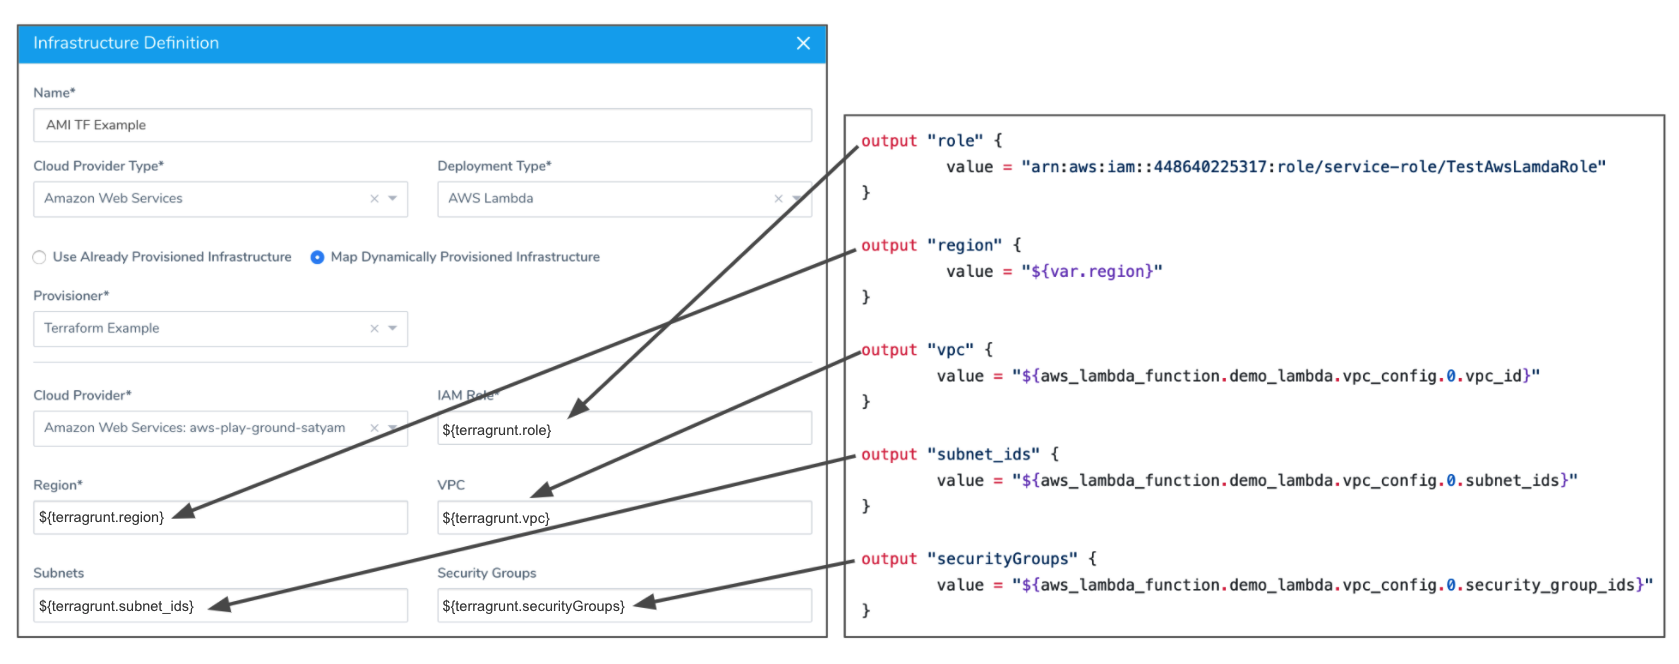 Infrastructure Definition
Name*
AMI TF Example
Cloud Provider Type*
Deployment Type*
Amazon Web Services
AWS Lambda
Use Already Provisioned Infrastructure
Map Dynamically Provisioned Infrastructure
Provisioner*
Terraform Example
Cloud Provider*
IAM Role*
Amazon Web Services: aws-play-ground-satyam
${terragrunt.role}
Region*
VPC
${terragrunt.region}
${terragrunt.vpc}
Subnets
Security Groups
${terragrunt.subnet_ids}
${terragrunt.securityGroups}
output "role" {
value = "arn:aws:iam::448640225317:role/service-role/TestAwsLamdaRole"
}
output "region" {
value = "${var.region}"
}
output "vpc" {
value = "${aws_lambda_function.demo_lambda.vpc_config.0.vpc_id}"
}
output "subnet_ids" {
value = "${aws_lambda_function.demo_lambda.vpc_config.0.subnet_ids}"
}
output "securityGroups" {
value = "${aws_lambda_function.demo_lambda.vpc_config.0.security_group_ids}"
}